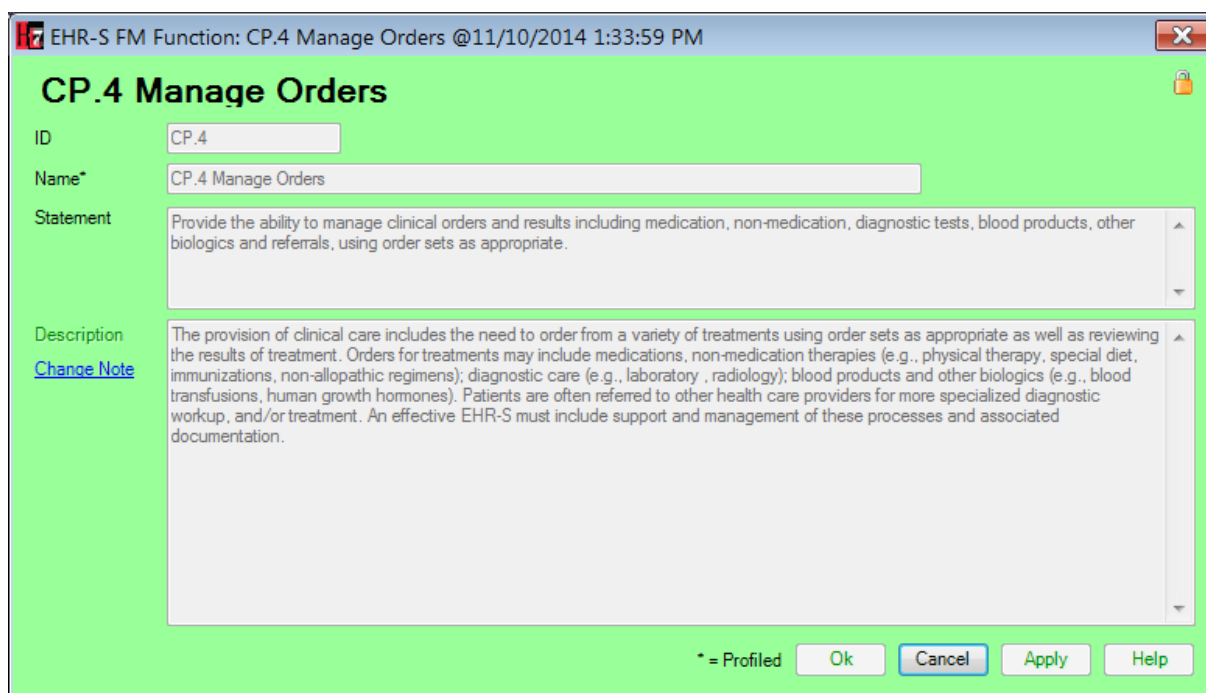 EHR-S FM Function: CP.4 Manage Orders @11/10/2014 1:33:59 PM
CP.4 Manage Orders
ID
CP.4
Name*
CP.4 Manage Orders
Statement
Provide the ability to manage clinical orders and results including medication, non-medication, diagnostic tests, blood products, other
biologics and referrals, using order sets as appropriate.
Description
Change Note
The provision of clinical care includes the need to order from a variety of treatments using order sets as appropriate as well as reviewing
the results of treatment. Orders for treatments may include medications, non-medication therapies (e.g., physical therapy, special diet,
immunizations, non-allopathic regimens); diagnostic care (e.g., laboratory , radiology); blood products and other biologics (e.g., blood
transfusions, human growth hormones). Patients are often referred to other health care providers for more specialized diagnostic
workup, and/or treatment. An effective EHR-S must include support and management of these processes and associated
documentation.
* = Profiled
Ok
Cancel
Apply
Help